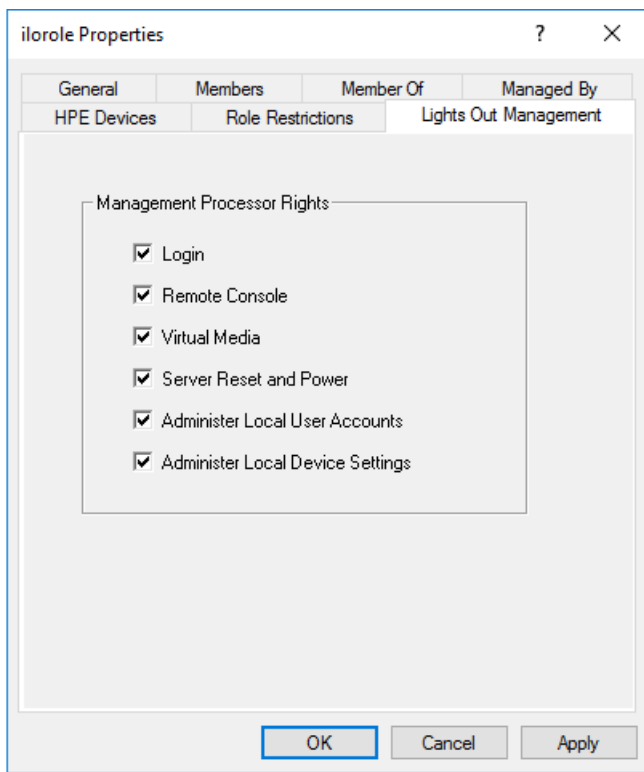 ilorole Properties
?
General Members Member Of Managed By
HPE Devices Role Restrictions Lights Out Management
Management Processor Rights
Login
Remote Console
Virtual Media
Server Reset and Power
Administer Local User Accounts
Administer Local Device Settings
OK Cancel Apply